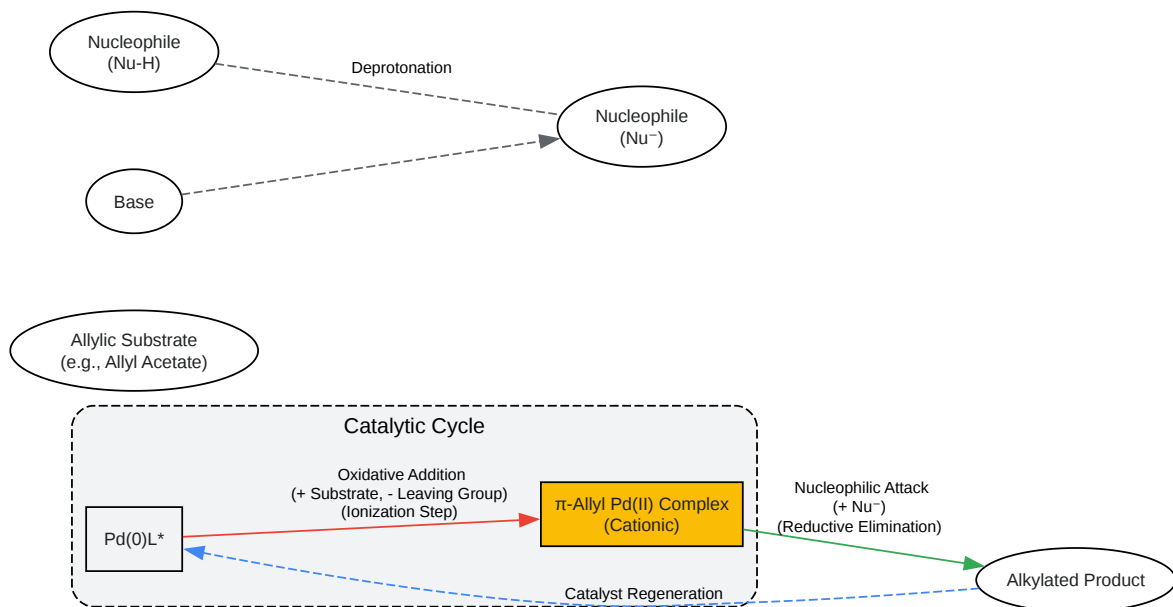 Nucleophile
(Nu-H)
Deprotonation
Nucleophile
(Nu⁻)
Base
Allylic Substrate
(e.g., Allyl Acetate)
Catalytic Cycle
Oxidative Addition
(+ Substrate, - Leaving Group)
(Ionization Step)
Pd(0)L*
π-Allyl Pd(II) Complex
(Cationic)
Nucleophilic Attack
(+ Nu⁻)
(Reductive Elimination)
Alkylated Product
Catalyst Regeneration